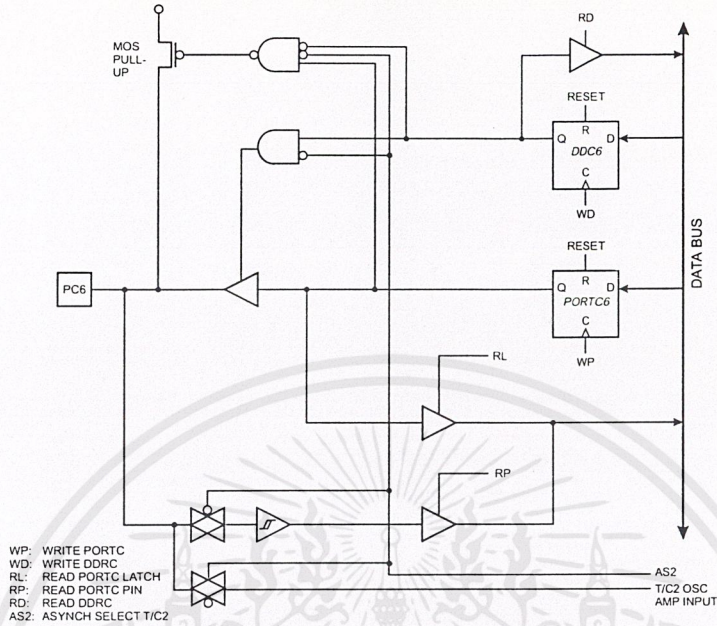 RD
MOS
PULL-
UP
RESET
R
Q D
DDC6
C
WD
RESET
R
PC6
Q D
PORTC6
C
WP
DATA BUS
RL
RP
WP: WRITE PORTC
WD: WRITE DDRC
RL: READ PORTC LATCH
RP: READ PORTC PIN
RD: READ DDRC
AS2: ASYNCH SELECT T/C2
AS2
T/C2 OSC
AMP INPUT